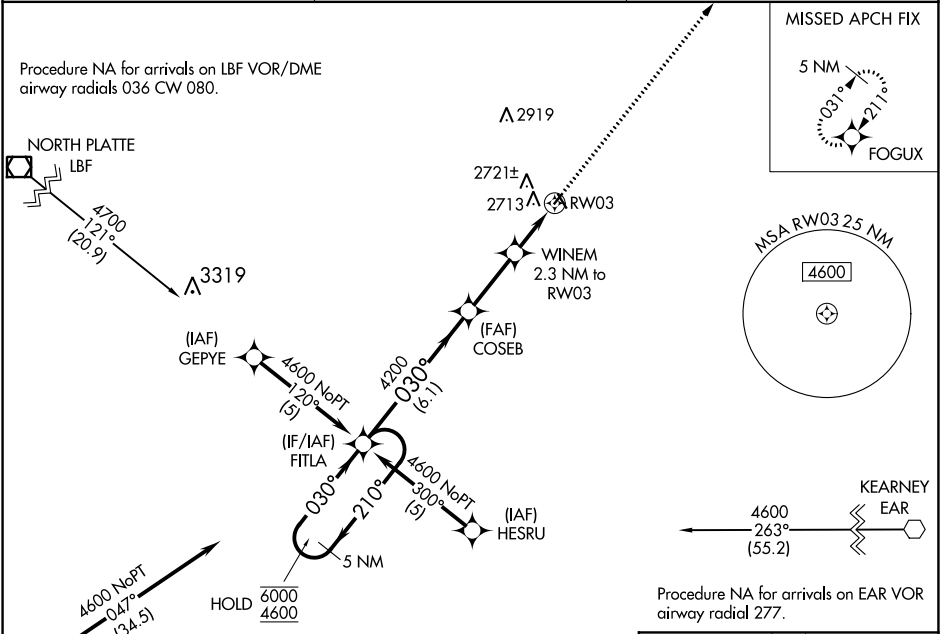 Procedure NA for arrivals on LBF VOR/DME
airway radials 036 CW 080.
NORTH PLATTE
LBF
4700
121°
(20.9)
3319
2919
2721±
2713
RW03
WINEM
2.3 NM to
RW03
(FAF)
COSEB
4200
030°
(6.1)
(IAF)
GEPYE
4600 NoPT
120°
(5)
(IF/IAF)
FITLA
4600 NoPT
300°
(5)
(IAF)
HESRU
030°
210°
5 NM
HOLD
6000
4600
4600 NoPT
047°
(34.5)
MISSED APCH FIX
5 NM
031°
211°
FOGUX
MSA RW03 25 NM
4600
KEARNEY
EAR
4600
263°
(55.2)
Procedure NA for arrivals on EAR VOR
airway radial 277.